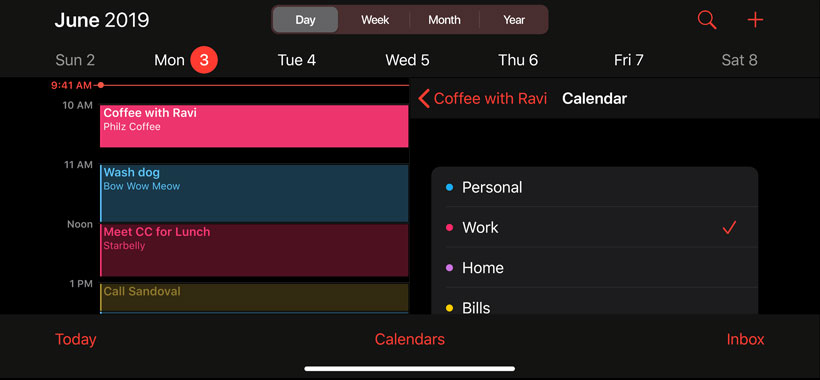 June 2019
Day Week Month Year
Sun 2 Mon 3 Tue 4 Wed 5 Thu 6 Fri 7 Sat 8
9:41 AM
10 AM
Coffee with Ravi
Philz Coffee
11 AM
Wash dog
Bow Wow Meow
Noon
Meet CC for Lunch
Starbelly
1 PM
Call Sandoval
Coffee with Ravi Calendar
Personal
Work
Home
Bills
Today Calendars Inbox